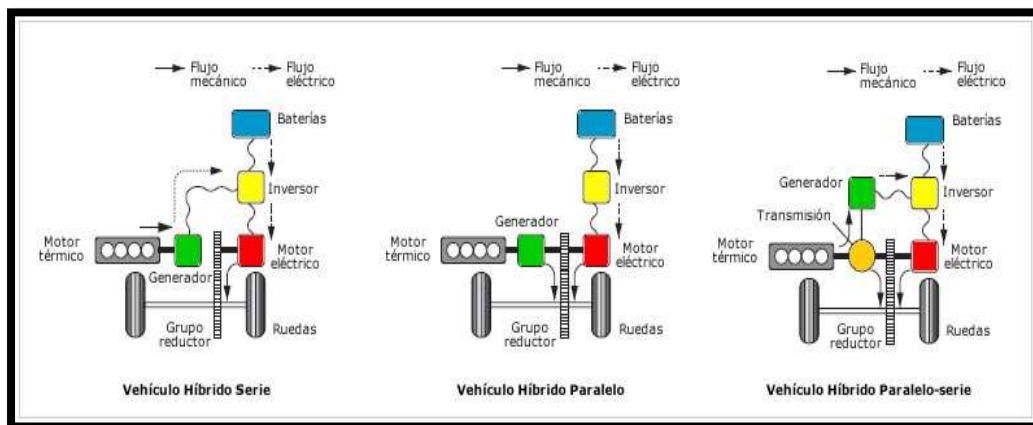 Flujo mecánico
Flujo eléctrico
Baterías
Inversor
Motor térmico
Generador
Motor eléctrico
Grupo reductor
Ruedas
Vehículo Híbrido Serie
Flujo mecánico
Flujo eléctrico
Baterías
Inversor
Generador
Motor térmico
Motor eléctrico
Grupo reductor
Ruedas
Vehículo Híbrido Paralelo
Flujo mecánico
Flujo eléctrico
Baterías
Generador
Inversor
Transmisión
Motor térmico
Motor eléctrico
Grupo reductor
Ruedas
Vehículo Híbrido Paralelo-serie